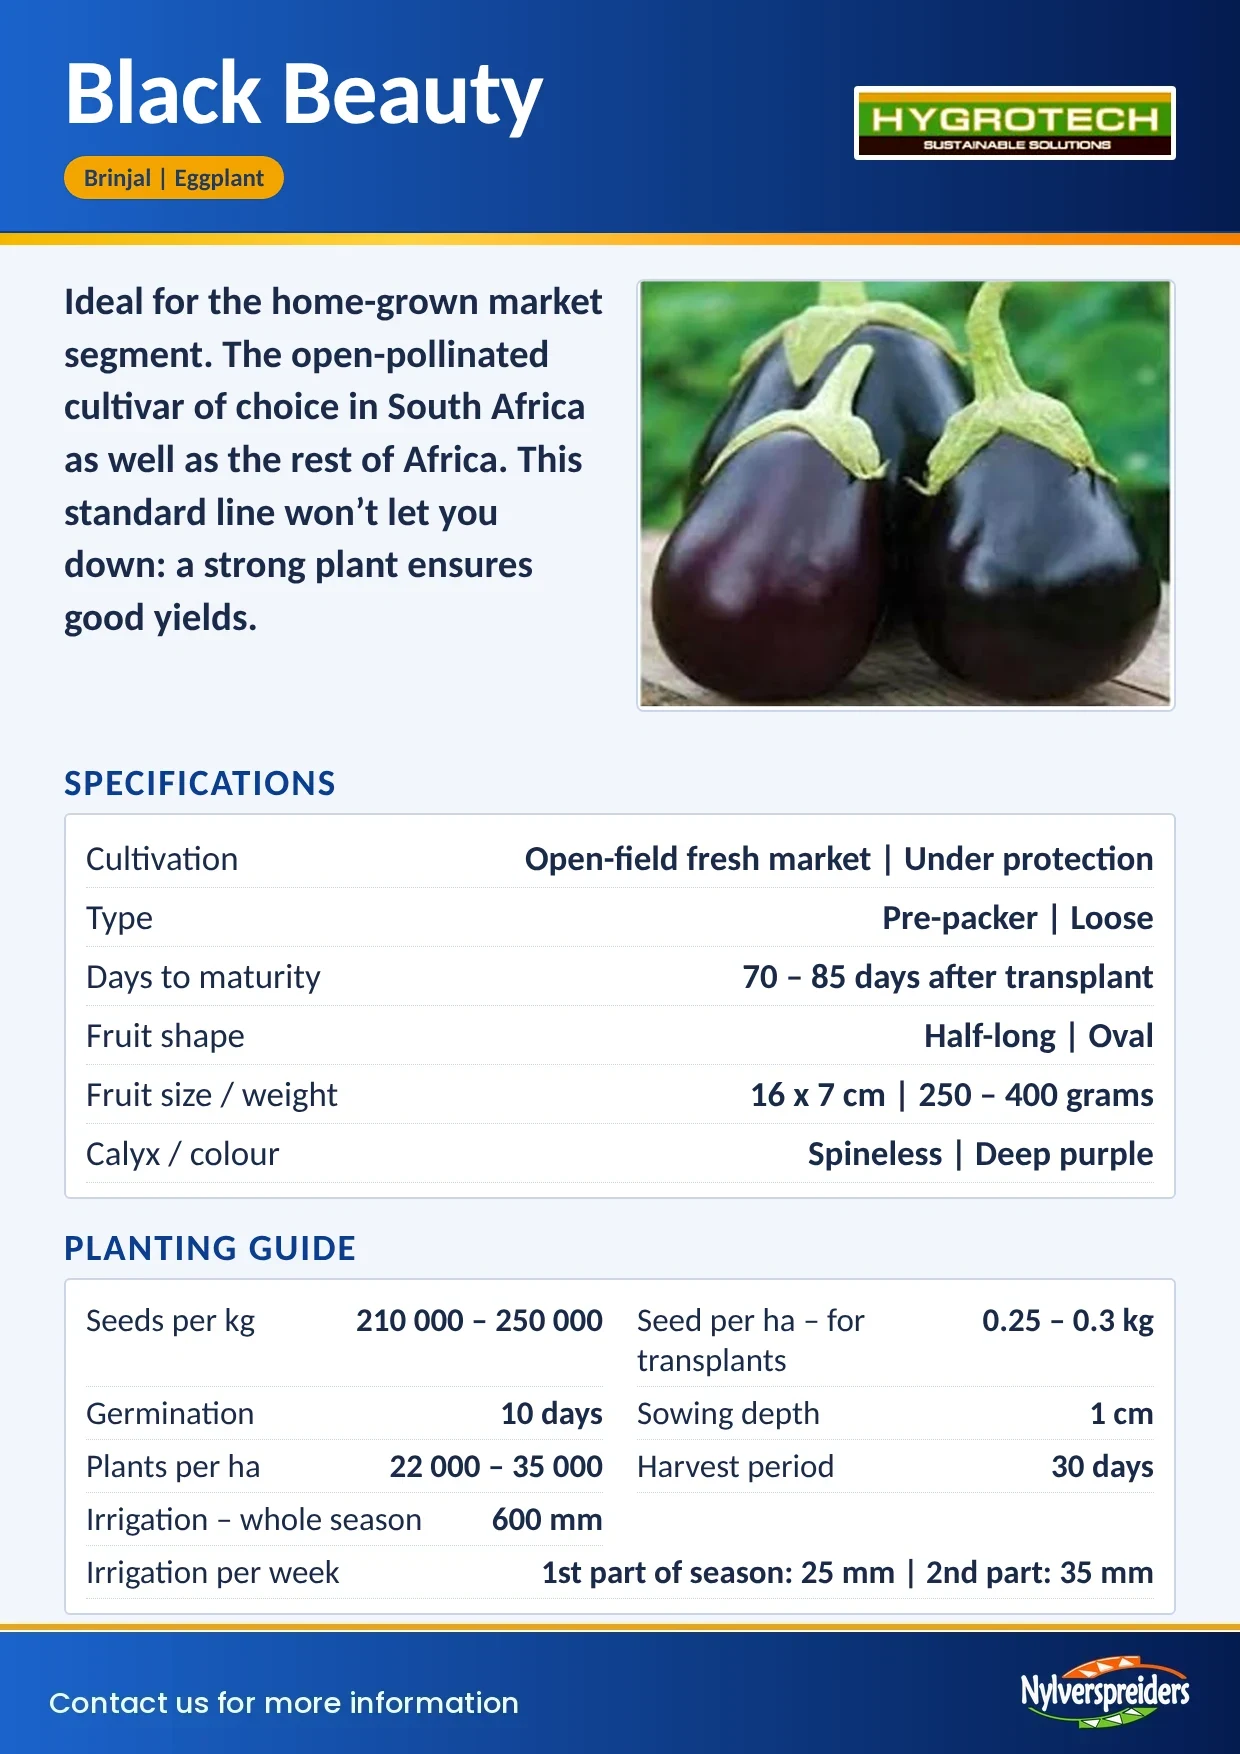 Black Beauty
HYGROTECH
SUSTAINABLE SOLUTIONS
Brinjal | Eggplant
Ideal for the home-grown market
segment. The open-pollinated
cultivar of choice in South Africa
as well as the rest of Africa. This
standard line won’t let you
down: a strong plant ensures
good yields.
SPECIFICATIONS
Cultivation Open-field fresh market | Under protection
Type Pre-packer | Loose
Days to maturity 70 – 85 days after transplant
Fruit shape Half-long | Oval
Fruit size / weight 16 x 7 cm | 250 – 400 grams
Calyx / colour Spineless | Deep purple
PLANTING GUIDE
Seeds per kg 210 000 – 250 000 Seed per ha – for 0.25 – 0.3 kg
transplants
Germination 10 days Sowing depth 1 cm
Plants per ha 22 000 – 35 000 Harvest period 30 days
Irrigation – whole season 600 mm
Irrigation per week 1st part of season: 25 mm | 2nd part: 35 mm
Contact us for more information
Nylverspreiders